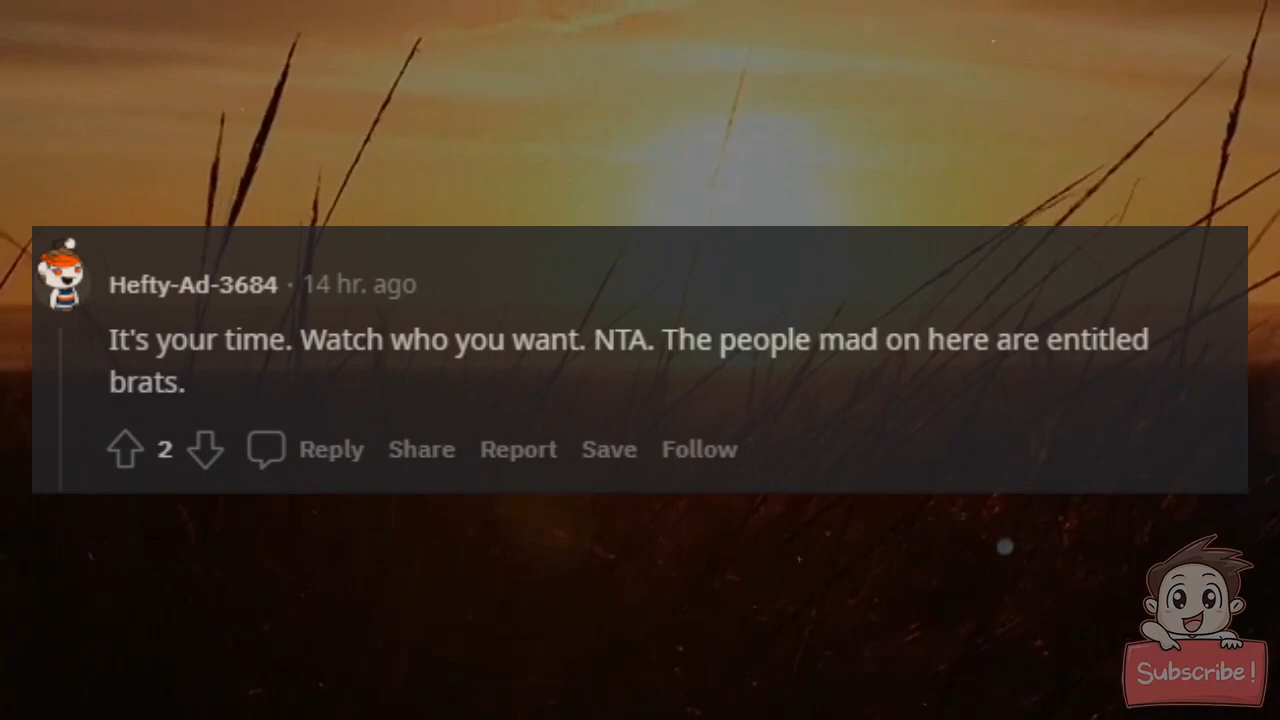 Hefty-Ad-3684 · 14 hr. ago
It's your time. Watch who you want. NTA. The people mad on here are entitled
brats.
2 Reply Share Report Save Follow
Subscribe!